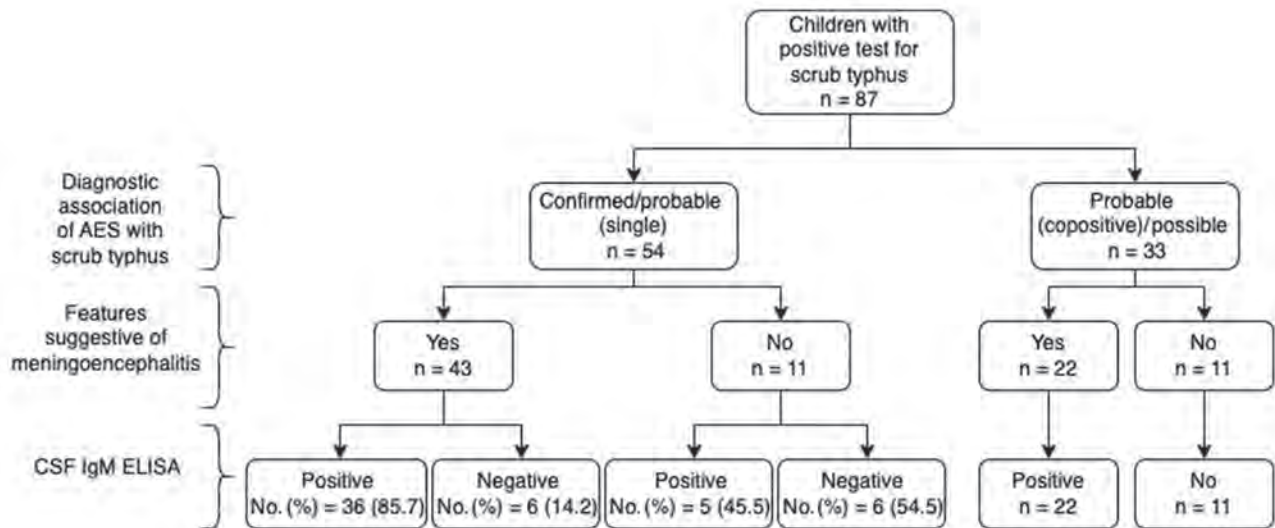 Children with
positive test for
scrub typhus
n = 87
Diagnostic
association
of AES with
scrub typhus
Confirmed/probable
(single)
n = 54
Probable
(copositive)/possible
n = 33
Features
suggestive of
meningoencephalitis
Yes
n = 43
No
n = 11
Yes
n = 22
No
n = 11
CSF IgM ELISA
Positive
No. (%) = 36 (85.7)
Negative
No. (%) = 6 (14.2)
Positive
No. (%) = 5 (45.5)
Negative
No. (%) = 6 (54.5)
Positive
n = 22
No
n = 11